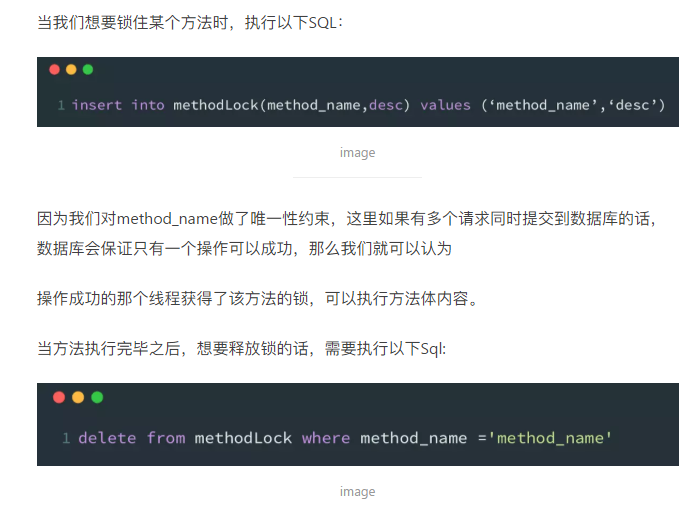 当我们想要锁住某个方法时，执行以下SQL：
1 insert into methodLock(method_name,desc) values (‘method_name’,‘desc’)
image
因为我们对method_name做了唯一性约束，这里如果有多个请求同时提交到数据库的话，
数据库会保证只有一个操作可以成功，那么我们就可以认为
操作成功的那个线程获得了该方法的锁，可以执行方法体内容。
当方法执行完毕之后，想要释放锁的话，需要执行以下Sql:
1 delete from methodLock where method_name ='method_name'
image